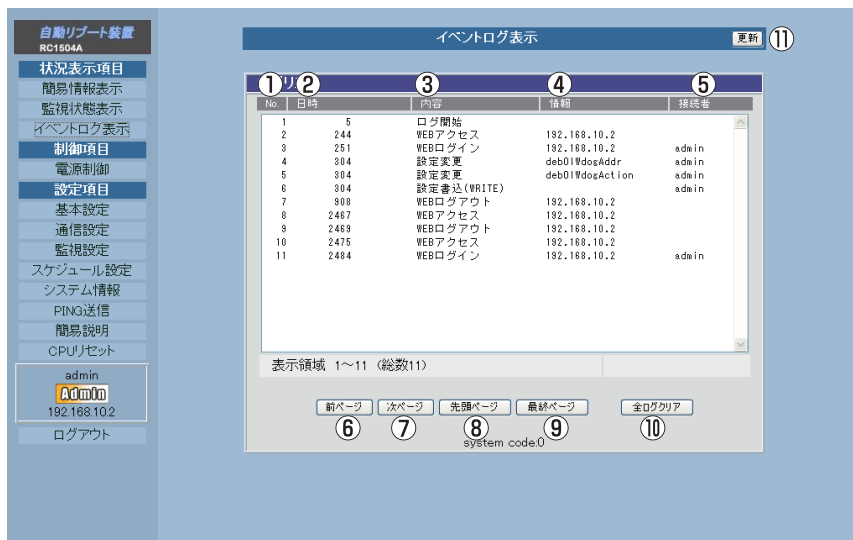 自動リブート装置
RC1504A
状況表示項目
簡易情報表示
監視状態表示
イベントログ表示
制御項目
電源制御
設定項目
基本設定
通信設定
監視設定
スケジュール設定
システム情報
PING送信
簡易説明
CPUリセット
admin
Admin
192.168.10.2
ログアウト
イベントログ表示 更新 ⑪
① ② ③ ④ ⑤
No. 日時 内容 情報 接続者
1 5 ログ開始
2 244 WEBアクセス 192.168.10.2
3 251 WEBログイン 192.168.10.2 admin
4 304 設定変更 deb01WdogAddr admin
5 304 設定変更 deb01WdogAction admin
6 304 設定書込(WRITE) admin
7 908 WEBログアウト 192.168.10.2
8 2467 WEBアクセス 192.168.10.2
9 2469 WEBログアウト 192.168.10.2
10 2475 WEBアクセス 192.168.10.2
11 2484 WEBログイン 192.168.10.2 admin
表示領域 1～11 (総数11)
前ページ 次ページ 先頭ページ 最終ページ 全ログクリア
⑥ ⑦ ⑧ ⑨ ⑩
system code:0